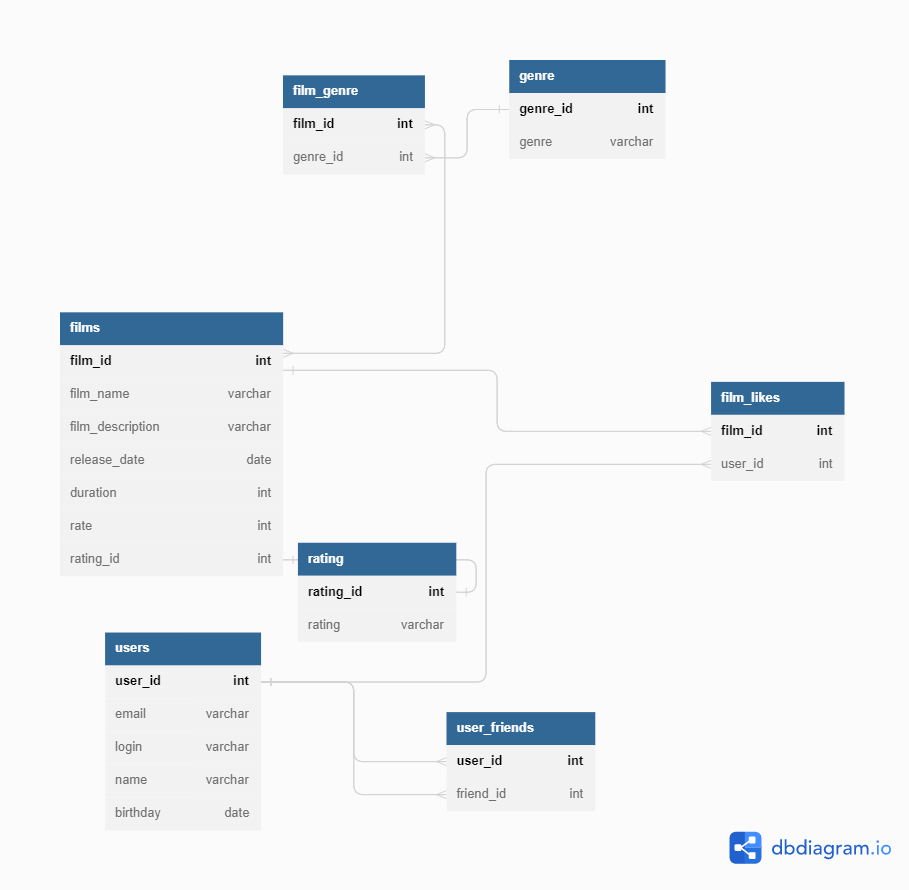 film_genre
film_id int
genre_id int
genre
genre_id int
genre varchar
films
film_id int
film_name varchar
film_description varchar
release_date date
duration int
rate int
rating_id int
film_likes
film_id int
user_id int
rating
rating_id int
rating varchar
users
user_id int
email varchar
login varchar
name varchar
birthday date
user_friends
user_id int
friend_id int
dbdiagram.io